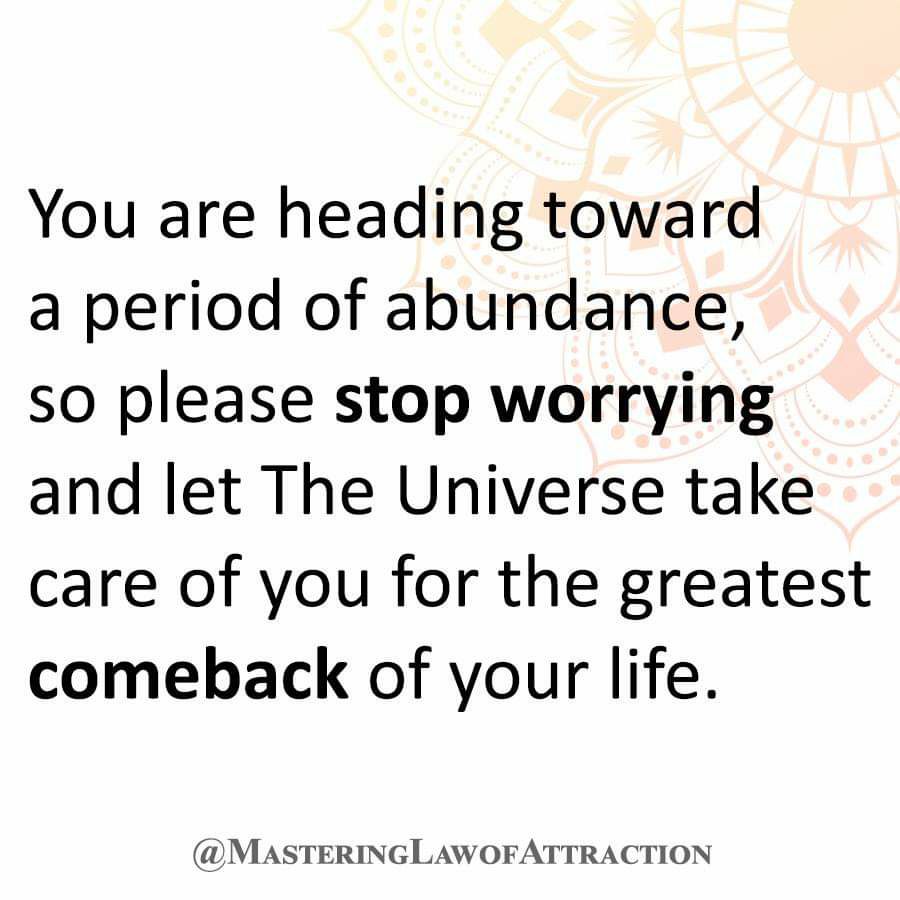 You are heading toward
a period of abundance,
so please stop worrying
and let The Universe take
care of you for the greatest
comeback of your life.
@MasteringLawofAttraction